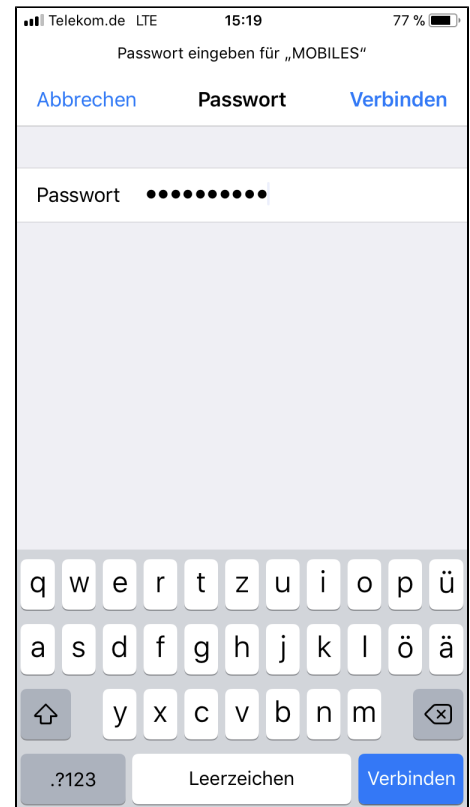 Telekom.de LTE 15:19 77 %
Passwort eingeben für „MOBILES“
Abbrechen Passwort Verbinden
Passwort ••••••••••
q w e r t z u i o p ü
a s d f g h j k l ö ä
y x c v b n m
.?123 Leerzeichen Verbinden